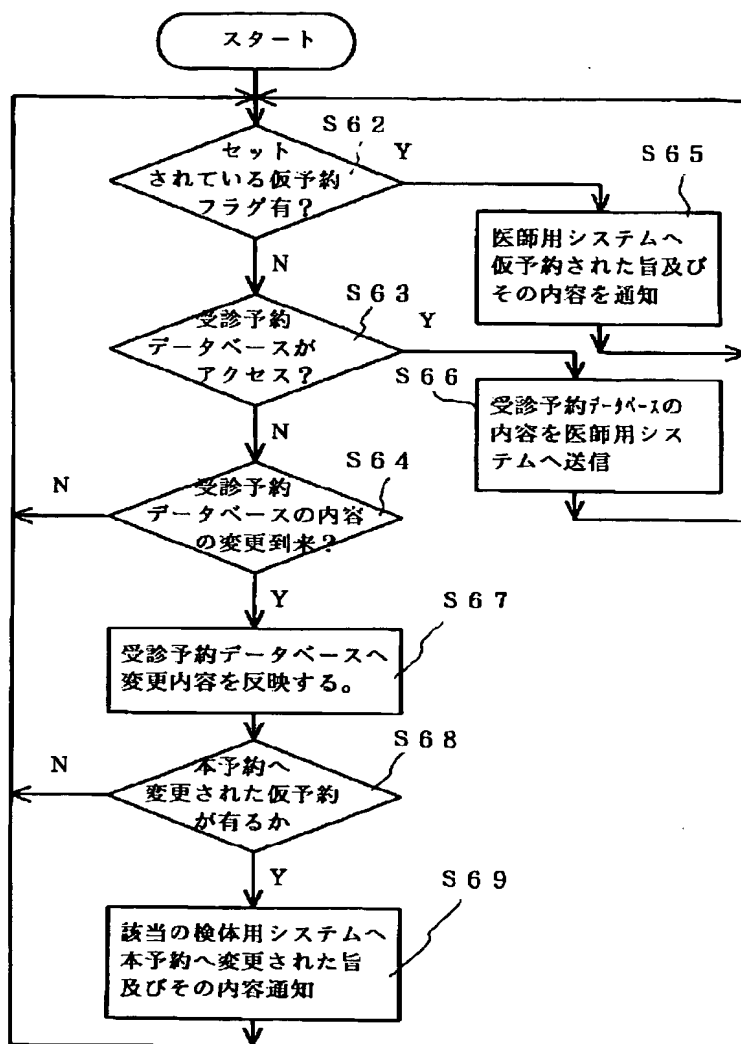 スタート
S62
セット
されている仮予約
フラグ有?
Y
N
S65
医師用システムへ
仮予約された旨及び
その内容を通知
S63
受診予約
データベースが
アクセス?
Y
N
S66
受診予約データベースの
内容を医師用シス
テムへ送信
S64
受診予約
データベースの内容
の変更到来?
N
Y
S67
受診予約データベースへ
変更内容を反映する。
S68
本予約へ
変更された仮予約
が有るか
N
Y
S69
該当の検体用システムへ
本予約へ変更された旨
及びその内容通知